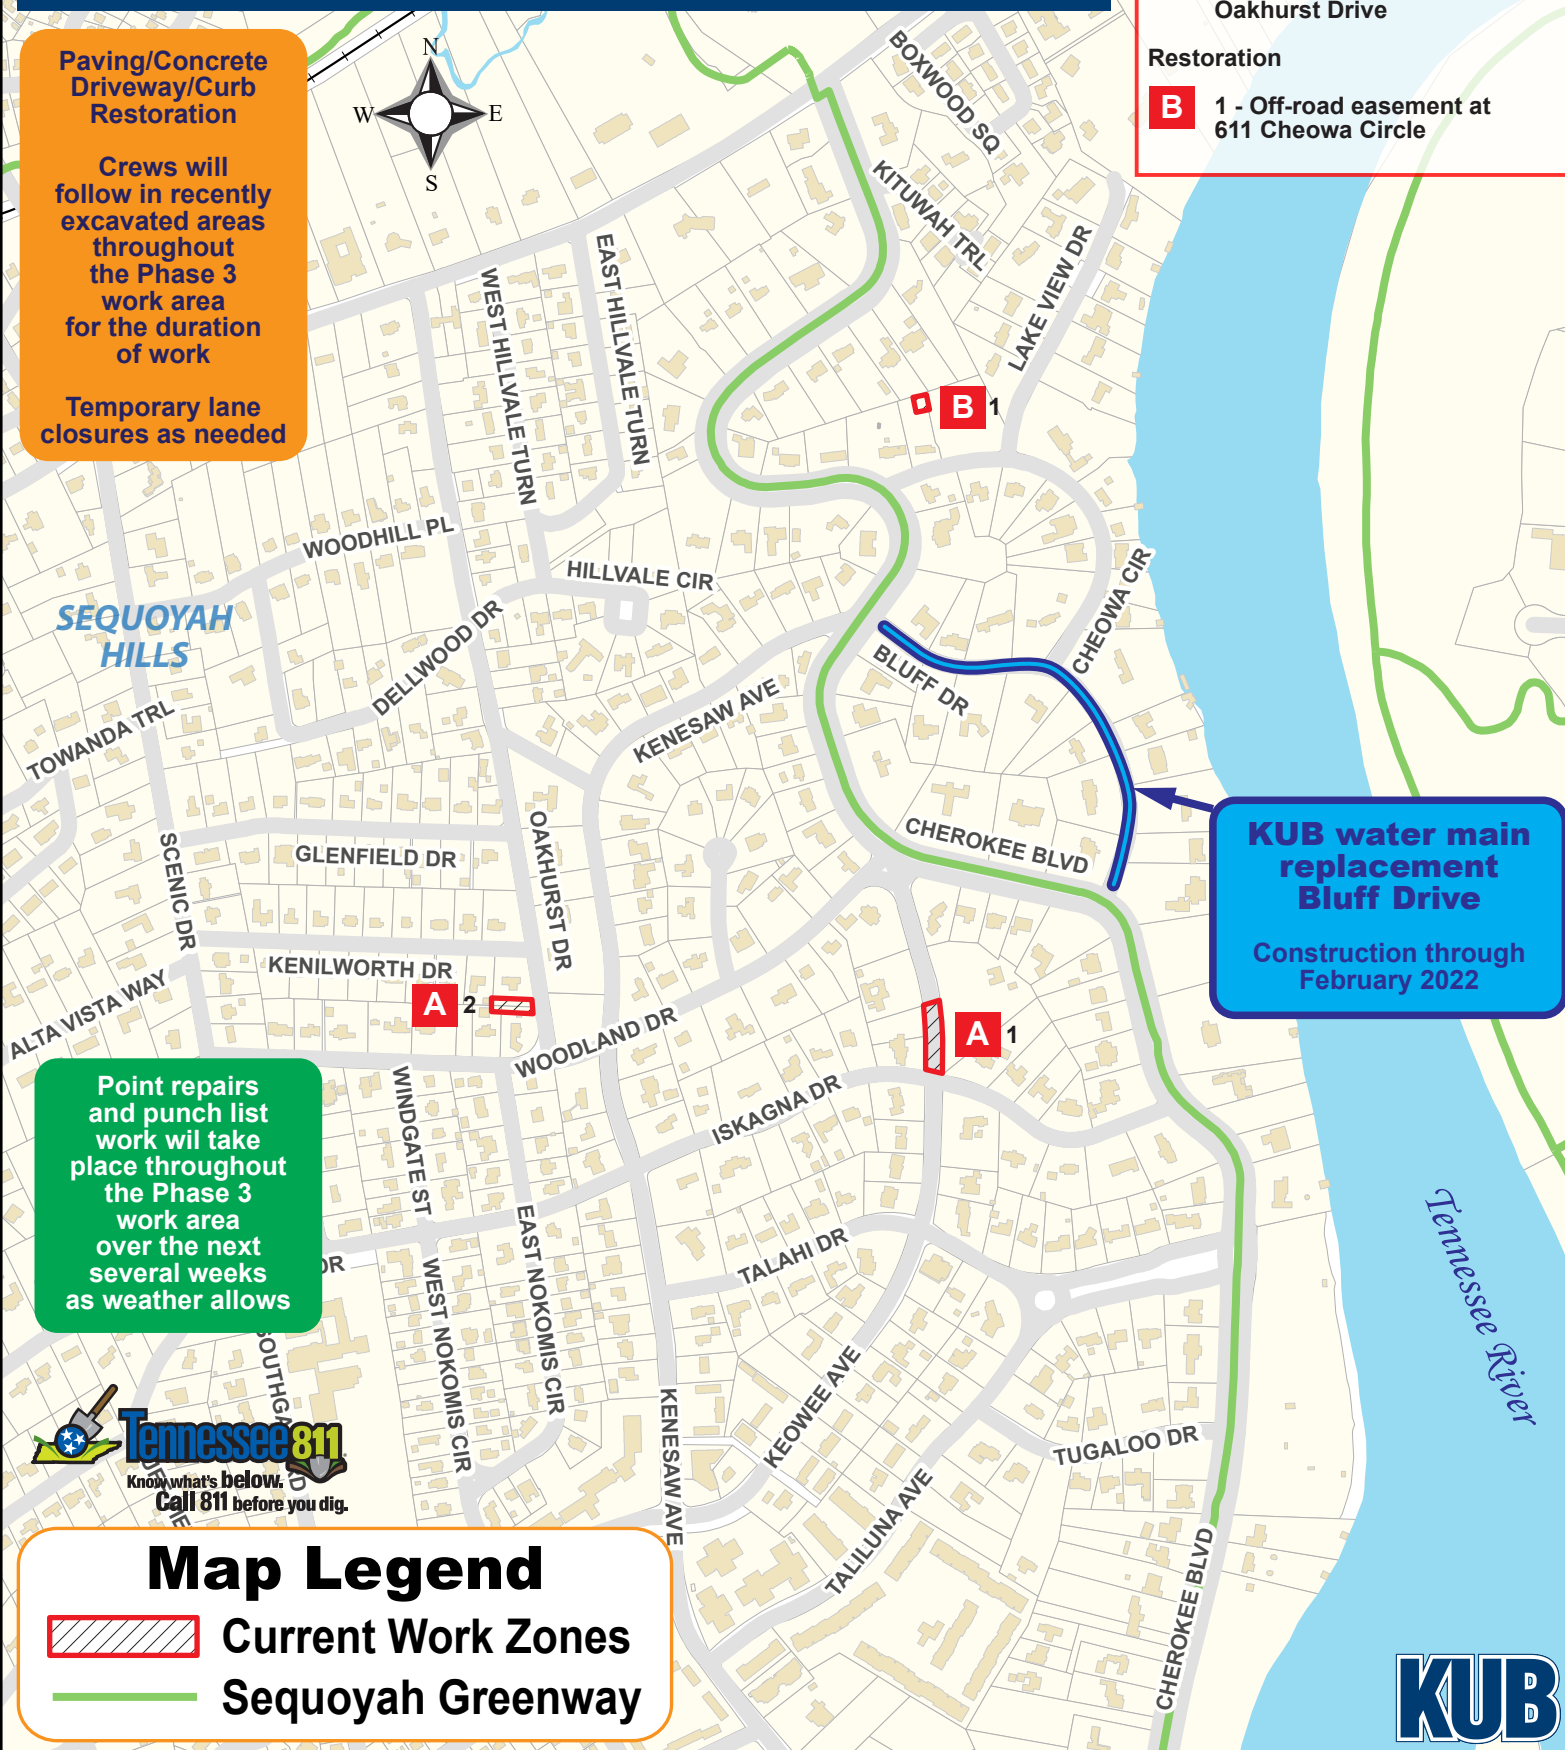 Oakhurst Drive
Restoration
B 1 - Off-road easement at
611 Cheowa Circle
Paving/Concrete
Driveway/Curb
Restoration
Crews will
follow in recently
excavated areas
throughout
the Phase 3
work area
for the duration
of work
Temporary lane
closures as needed
N
W
E
S
BOXWOOD SQ
KITUWAH TRL
LAKE VIEW DR
EAST HILLVALE TURN
WEST HILLVALE TURN
B 1
WOODHILL PL
HILLVALE CIR
SEQUOYAH
HILLS
DELLWOOD DR
CHEOWA CIR
BLUFF DR
KENESAW AVE
TOWANDA TRL
KUB water main
replacement
Bluff Drive
Construction through
February 2022
CHEROKEE BLVD
SCENIC DR
GLENFIELD DR
OAKHURST DR
KENILWORTH DR
A 2
ALTA VISTA WAY
WOODLAND DR
A 1
Point repairs
and punch list
work wil take
place throughout
the Phase 3
work area
over the next
several weeks
as weather allows
WINDGATE ST
ISKAGNA DR
DR
EAST NOKOMIS CIR
WEST NOKOMIS CIR
TALAHI DR
Tennessee River
KEOWEE AVE
KENESAW AVE
TUGALOO DR
TALILUNA AVE
CHEROKEE BLVD
Tennessee 811
Know what's below.
Call 811 before you dig.
Map Legend
Current Work Zones
Sequoyah Greenway
KUB